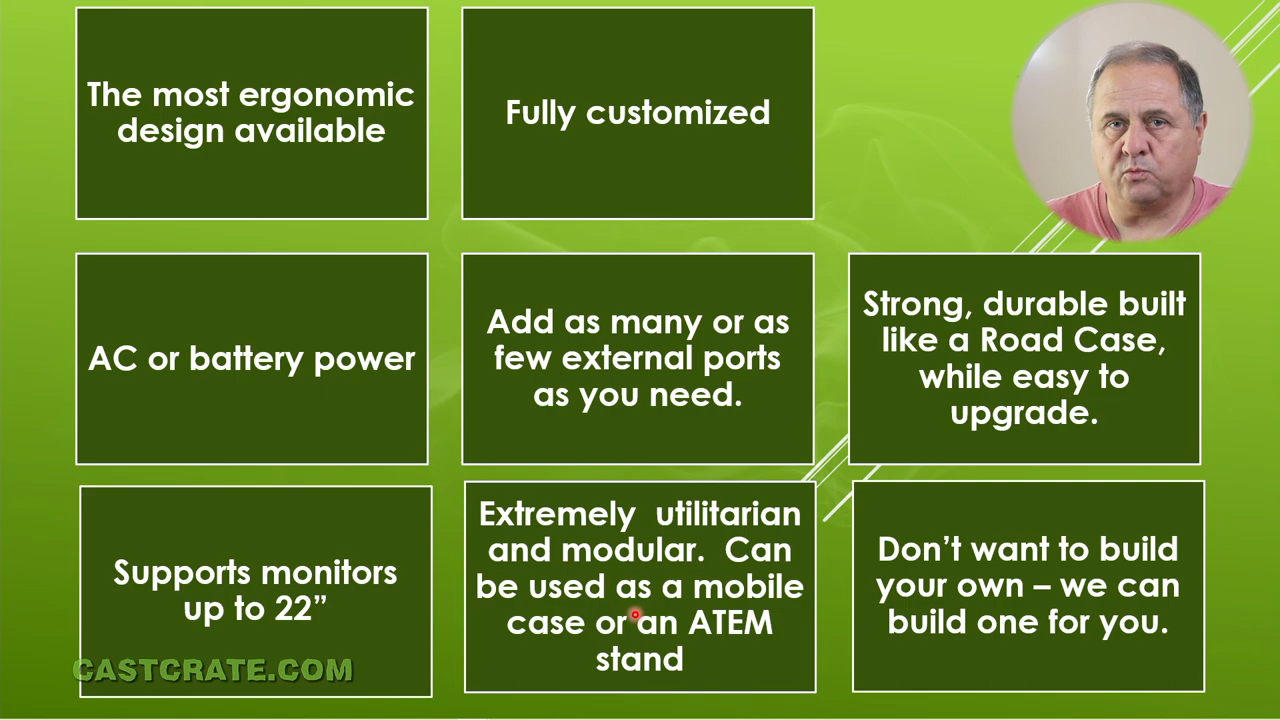 The most ergonomic
design available
Fully customized
AC or battery power
Add as many or as
few external ports
as you need.
Strong, durable built
like a Road Case,
while easy to
upgrade.
Supports monitors
up to 22”
Extremely  utilitarian
and modular.  Can
be used as a mobile
case or an ATEM
stand
Don’t want to build
your own – we can
build one for you.
CASTCRATE.COM